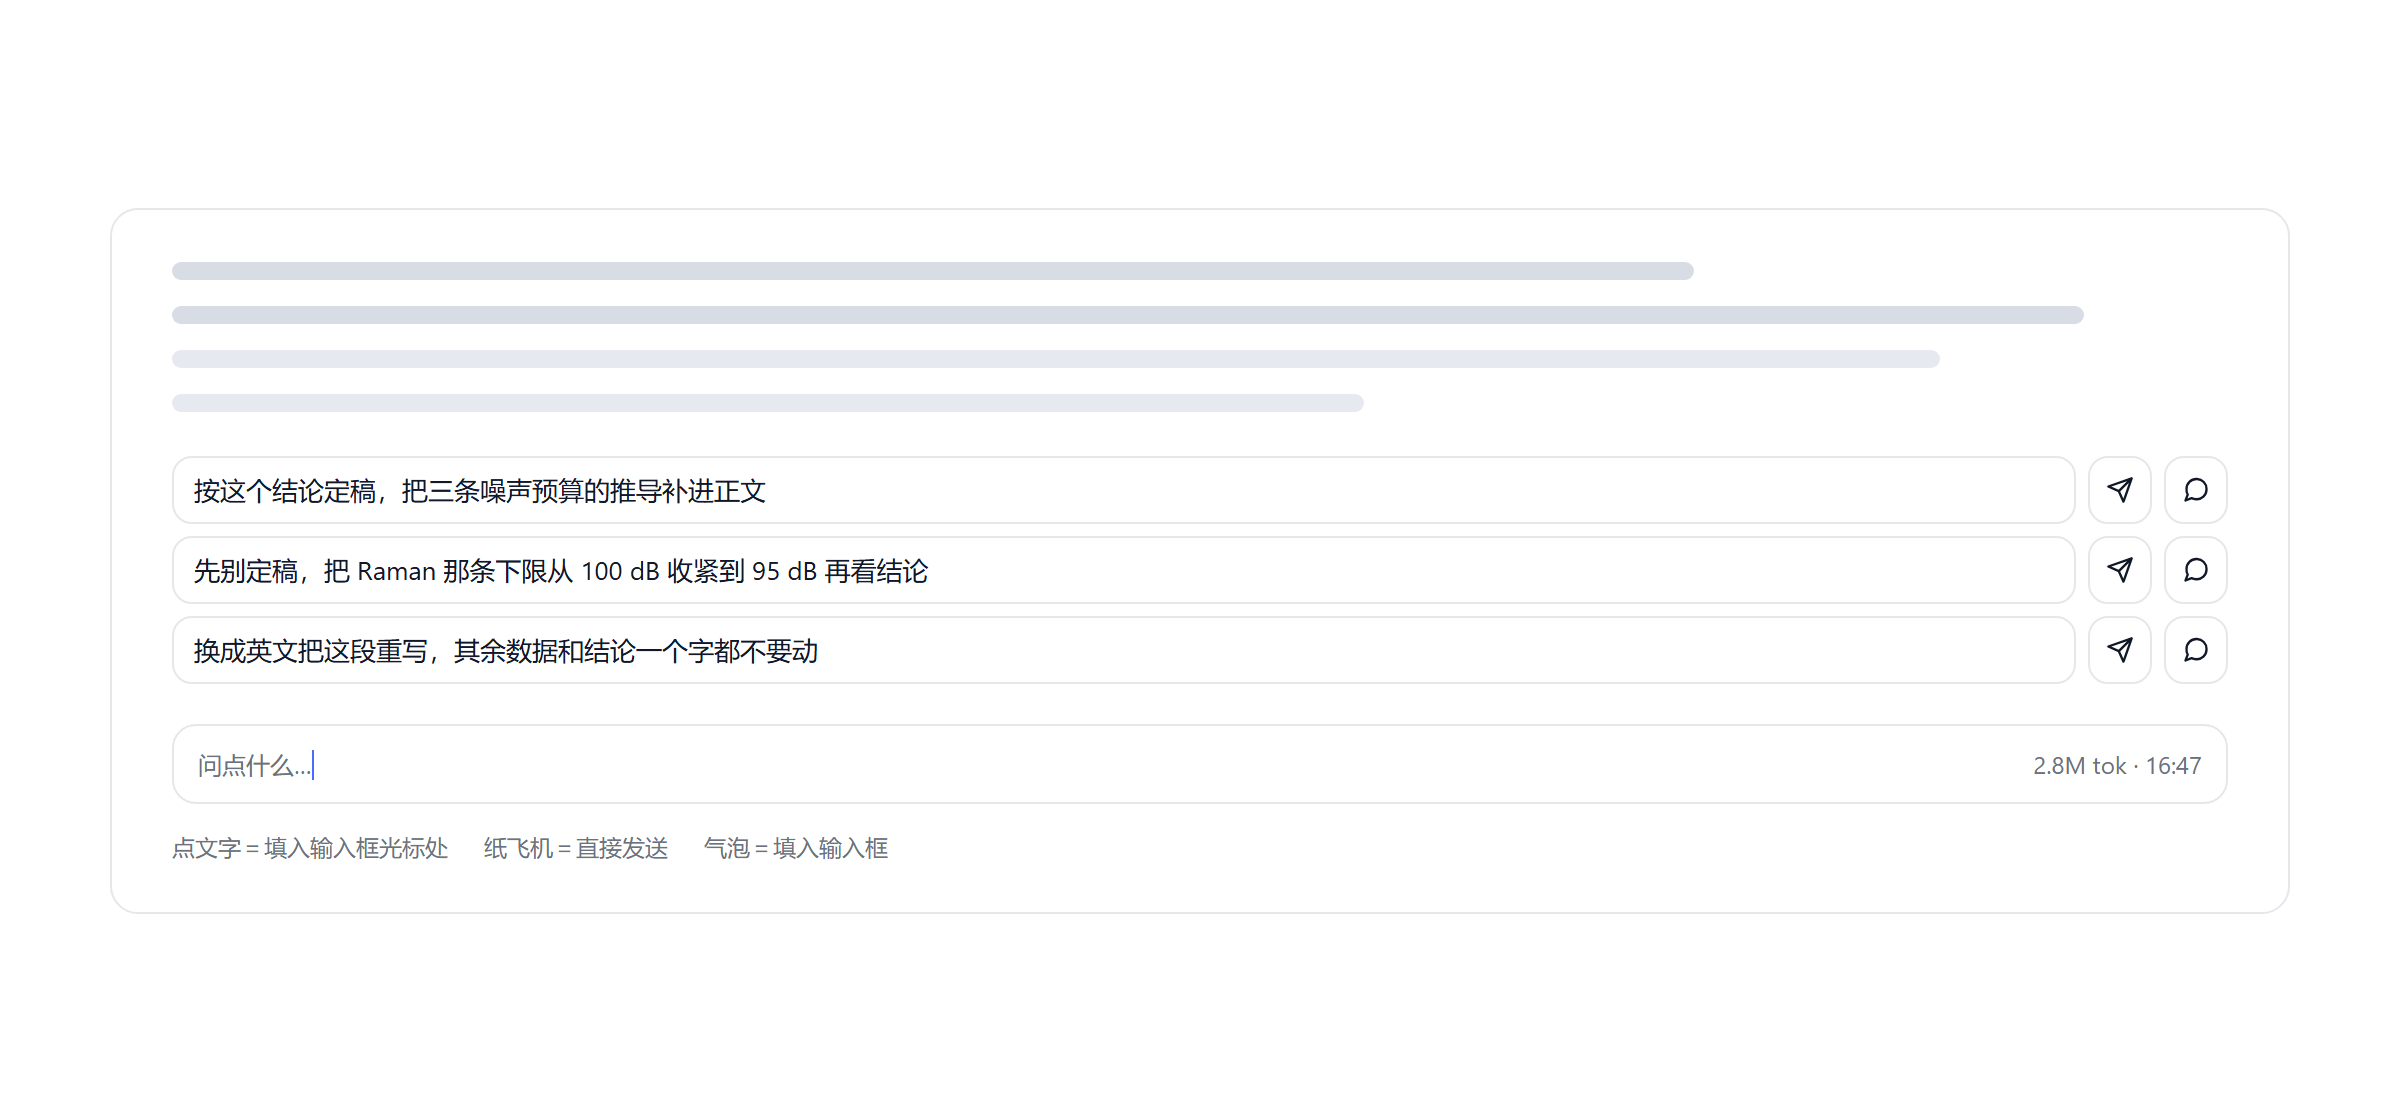 按这个结论定稿，把三条噪声预算的推导补进正文
先别定稿，把 Raman 那条下限从 100 dB 收紧到 95 dB 再看结论
换成英文把这段重写，其余数据和结论一个字都不要动
问点什么... 2.8M tok · 16:47
点文字 = 填入输入框光标处 纸飞机 = 直接发送 气泡 = 填入输入框